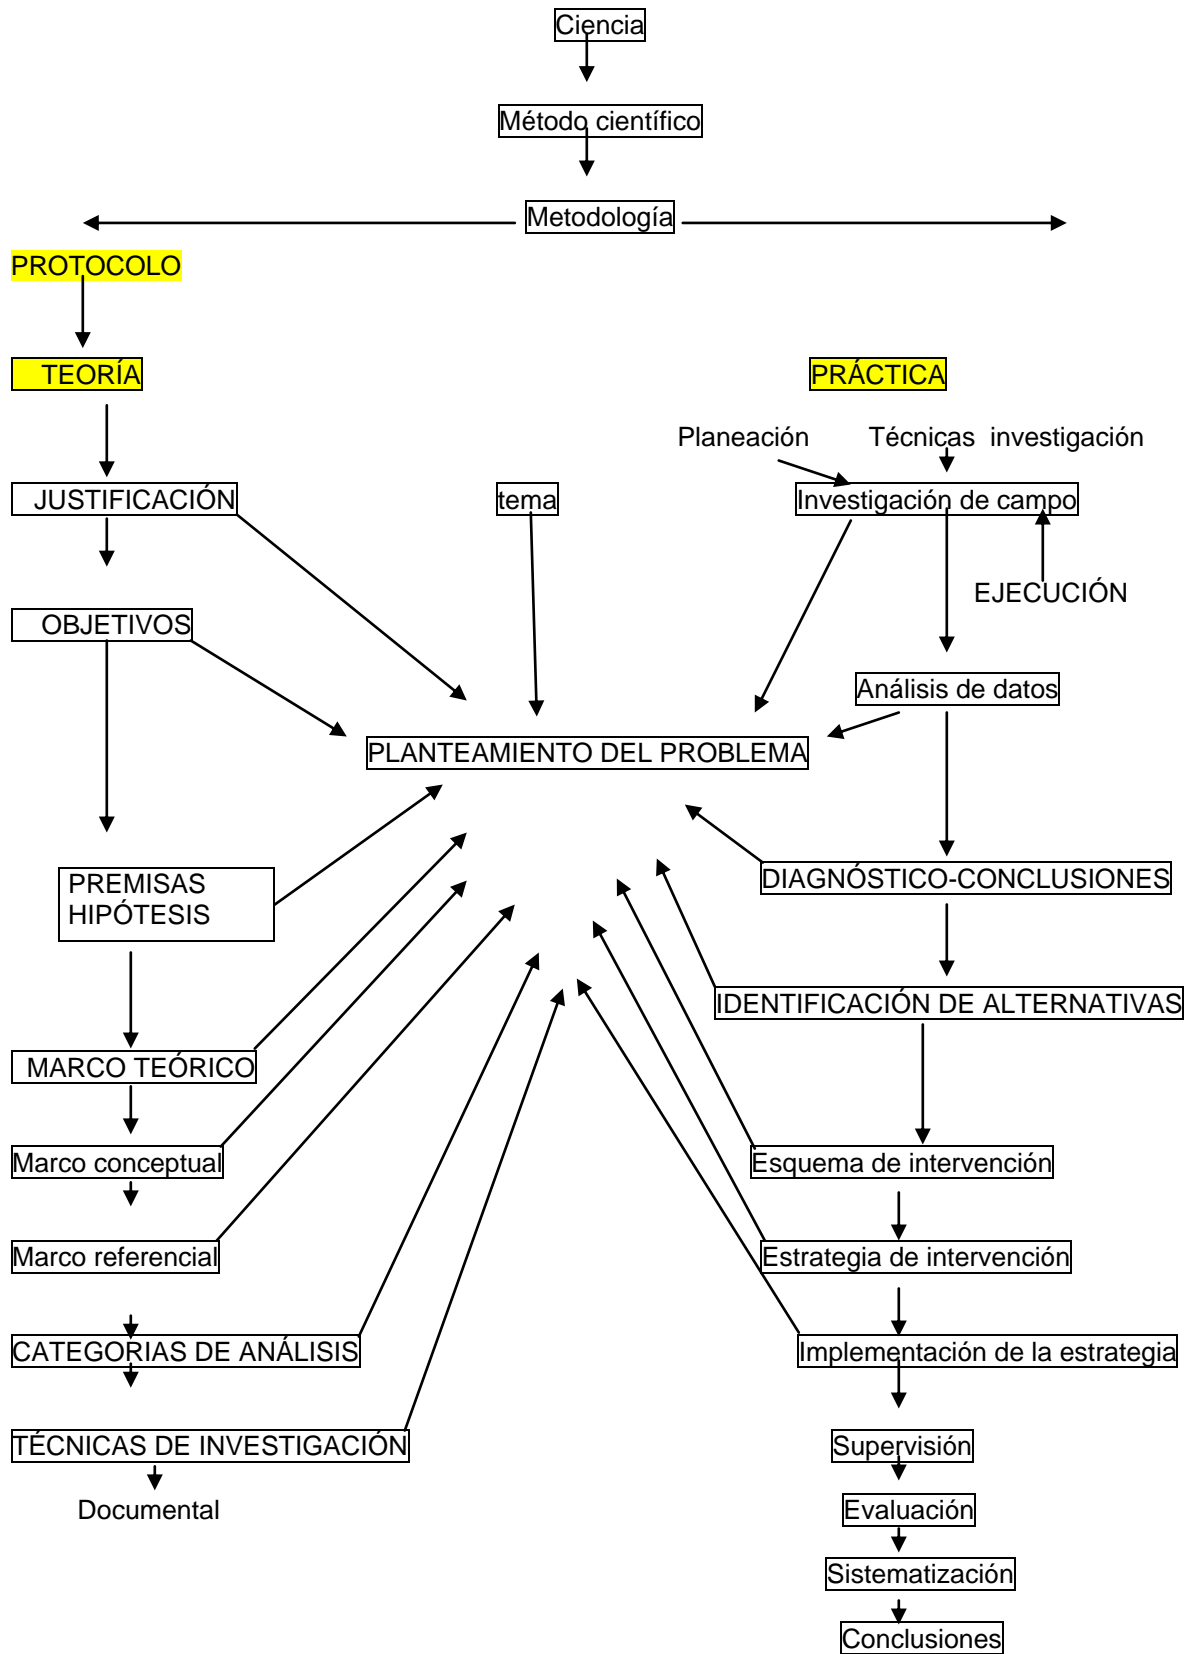 Ciencia
Método científico
Metodología
PROTOCOLO
TEORÍA
PRÁCTICA
Planeación
Técnicas investigación
JUSTIFICACIÓN
tema
Investigación de campo
EJECUCIÓN
OBJETIVOS
Análisis de datos
PLANTEAMIENTO DEL PROBLEMA
PREMISAS
HIPÓTESIS
DIAGNÓSTICO-CONCLUSIONES
IDENTIFICACIÓN DE ALTERNATIVAS
MARCO TEÓRICO
Marco conceptual
Esquema de intervención
Marco referencial
Estrategia de intervención
CATEGORIAS DE ANÁLISIS
Implementación de la estrategia
TÉCNICAS DE INVESTIGACIÓN
Supervisión
Documental
Evaluación
Sistematización
Conclusiones